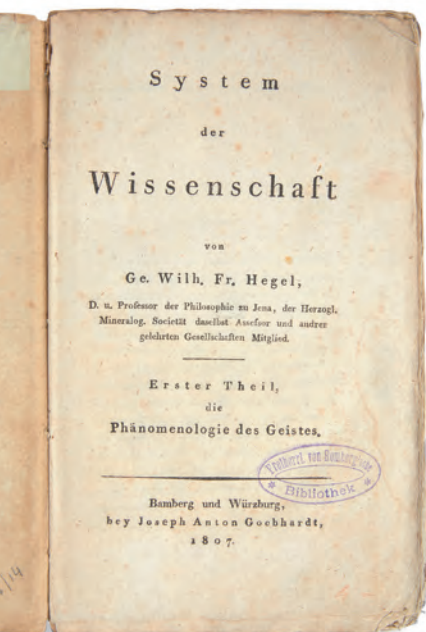 System
der
Wissenschaft
von
Ge. Wilh. Fr. Hegel,
D. u. Professor der Philosophie zu Jena, der Herzogl.
Mineralog. Societät daselbst Assessor und andrer
gelehrten Gesellschaften Mitglied.
Erster Theil,
die
Phänomenologie des Geistes.
Freiherrl. von
Bibliothek
Bamberg und Würzburg,
bey Joseph Anton Goebhardt,
1807.